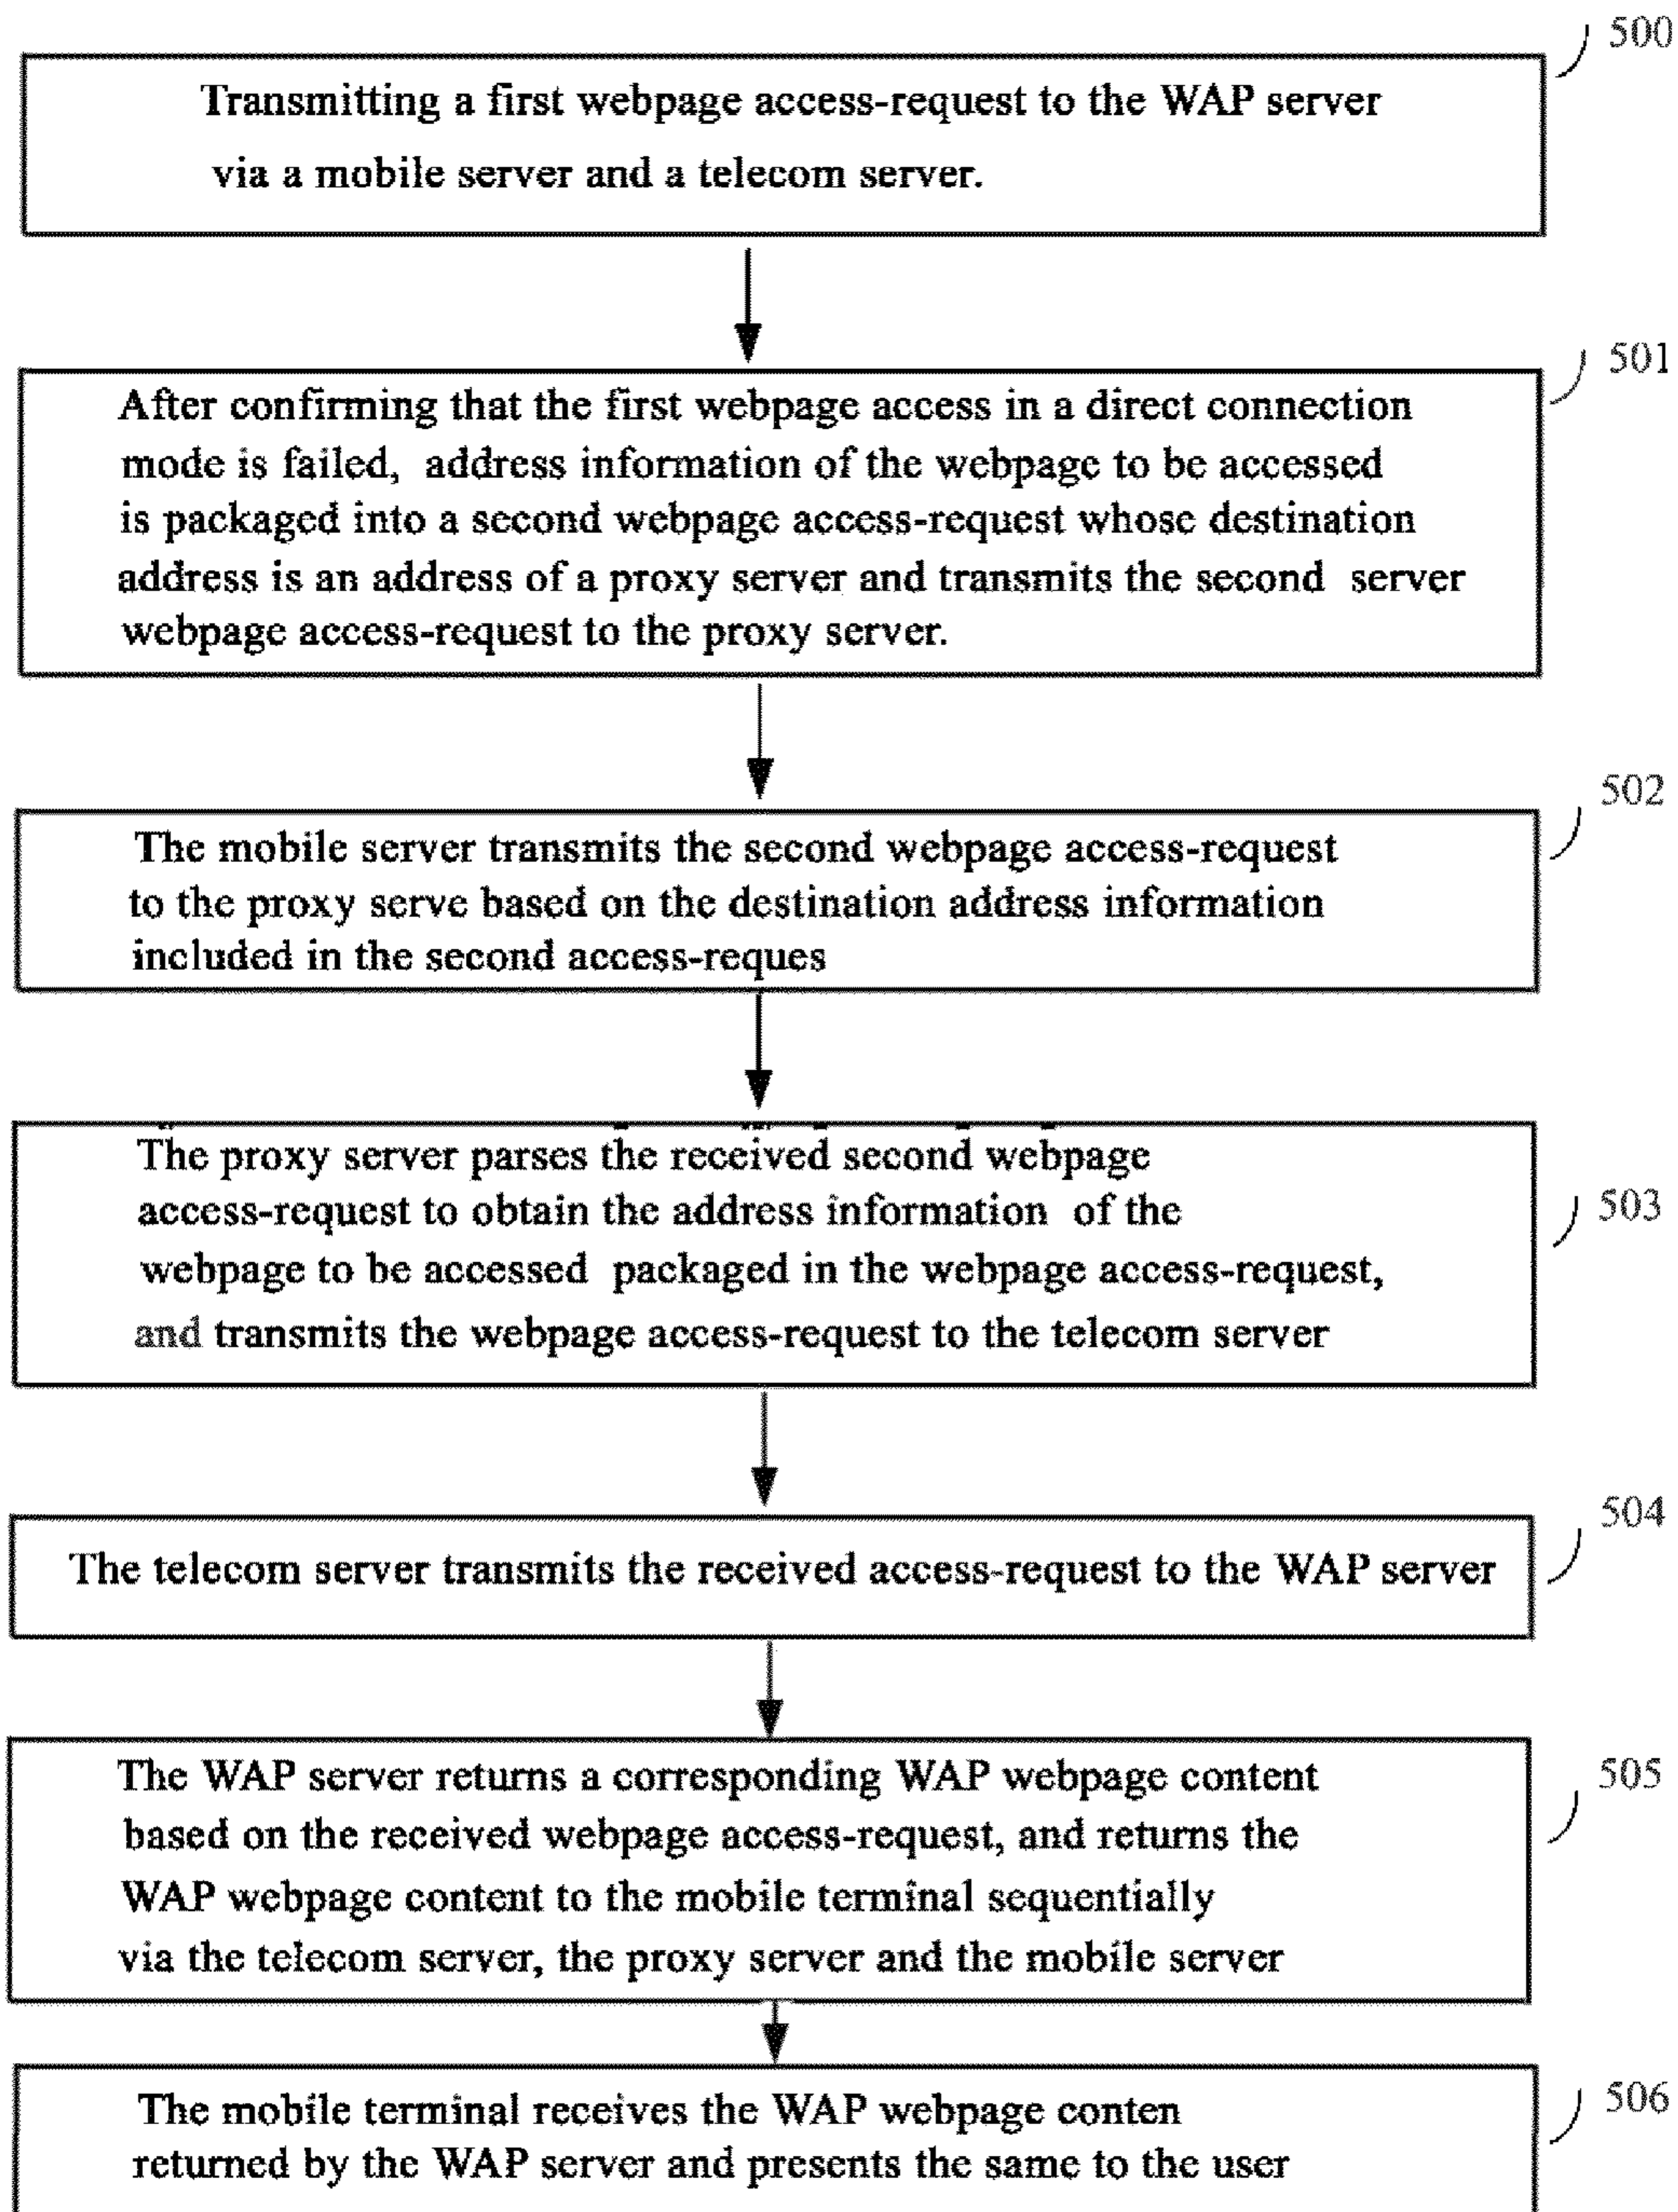 500
Transmitting a first webpage access-request to the WAP server
via a mobile server and a telecom server.
501
After confirming that the first webpage access in a direct connection
mode is failed, address information of the webpage to be accessed
is packaged into a second webpage access-request whose destination
address is an address of a proxy server and transmits the second server
webpage access-request to the proxy server.
502
The mobile server transmits the second webpage access-request
to the proxy serve based on the destination address information
included in the second access-reques
The proxy server parses the received second webpage
access-request to obtain the address information of the
503
webpage to be accessed packaged in the webpage access-request,
and transmits the webpage access-request to the telecom server
504
The telecom server transmits the received access-request to the WAP server
505
The WAP server returns a corresponding WAP webpage content
based on the received webpage access-request, and returns the
WAP webpage content to the mobile terminal sequentially
via the telecom server, the proxy server and the mobile server
506
The mobile terminal receives the WAP webpage conten
returned by the WAP server and presents the same to the user